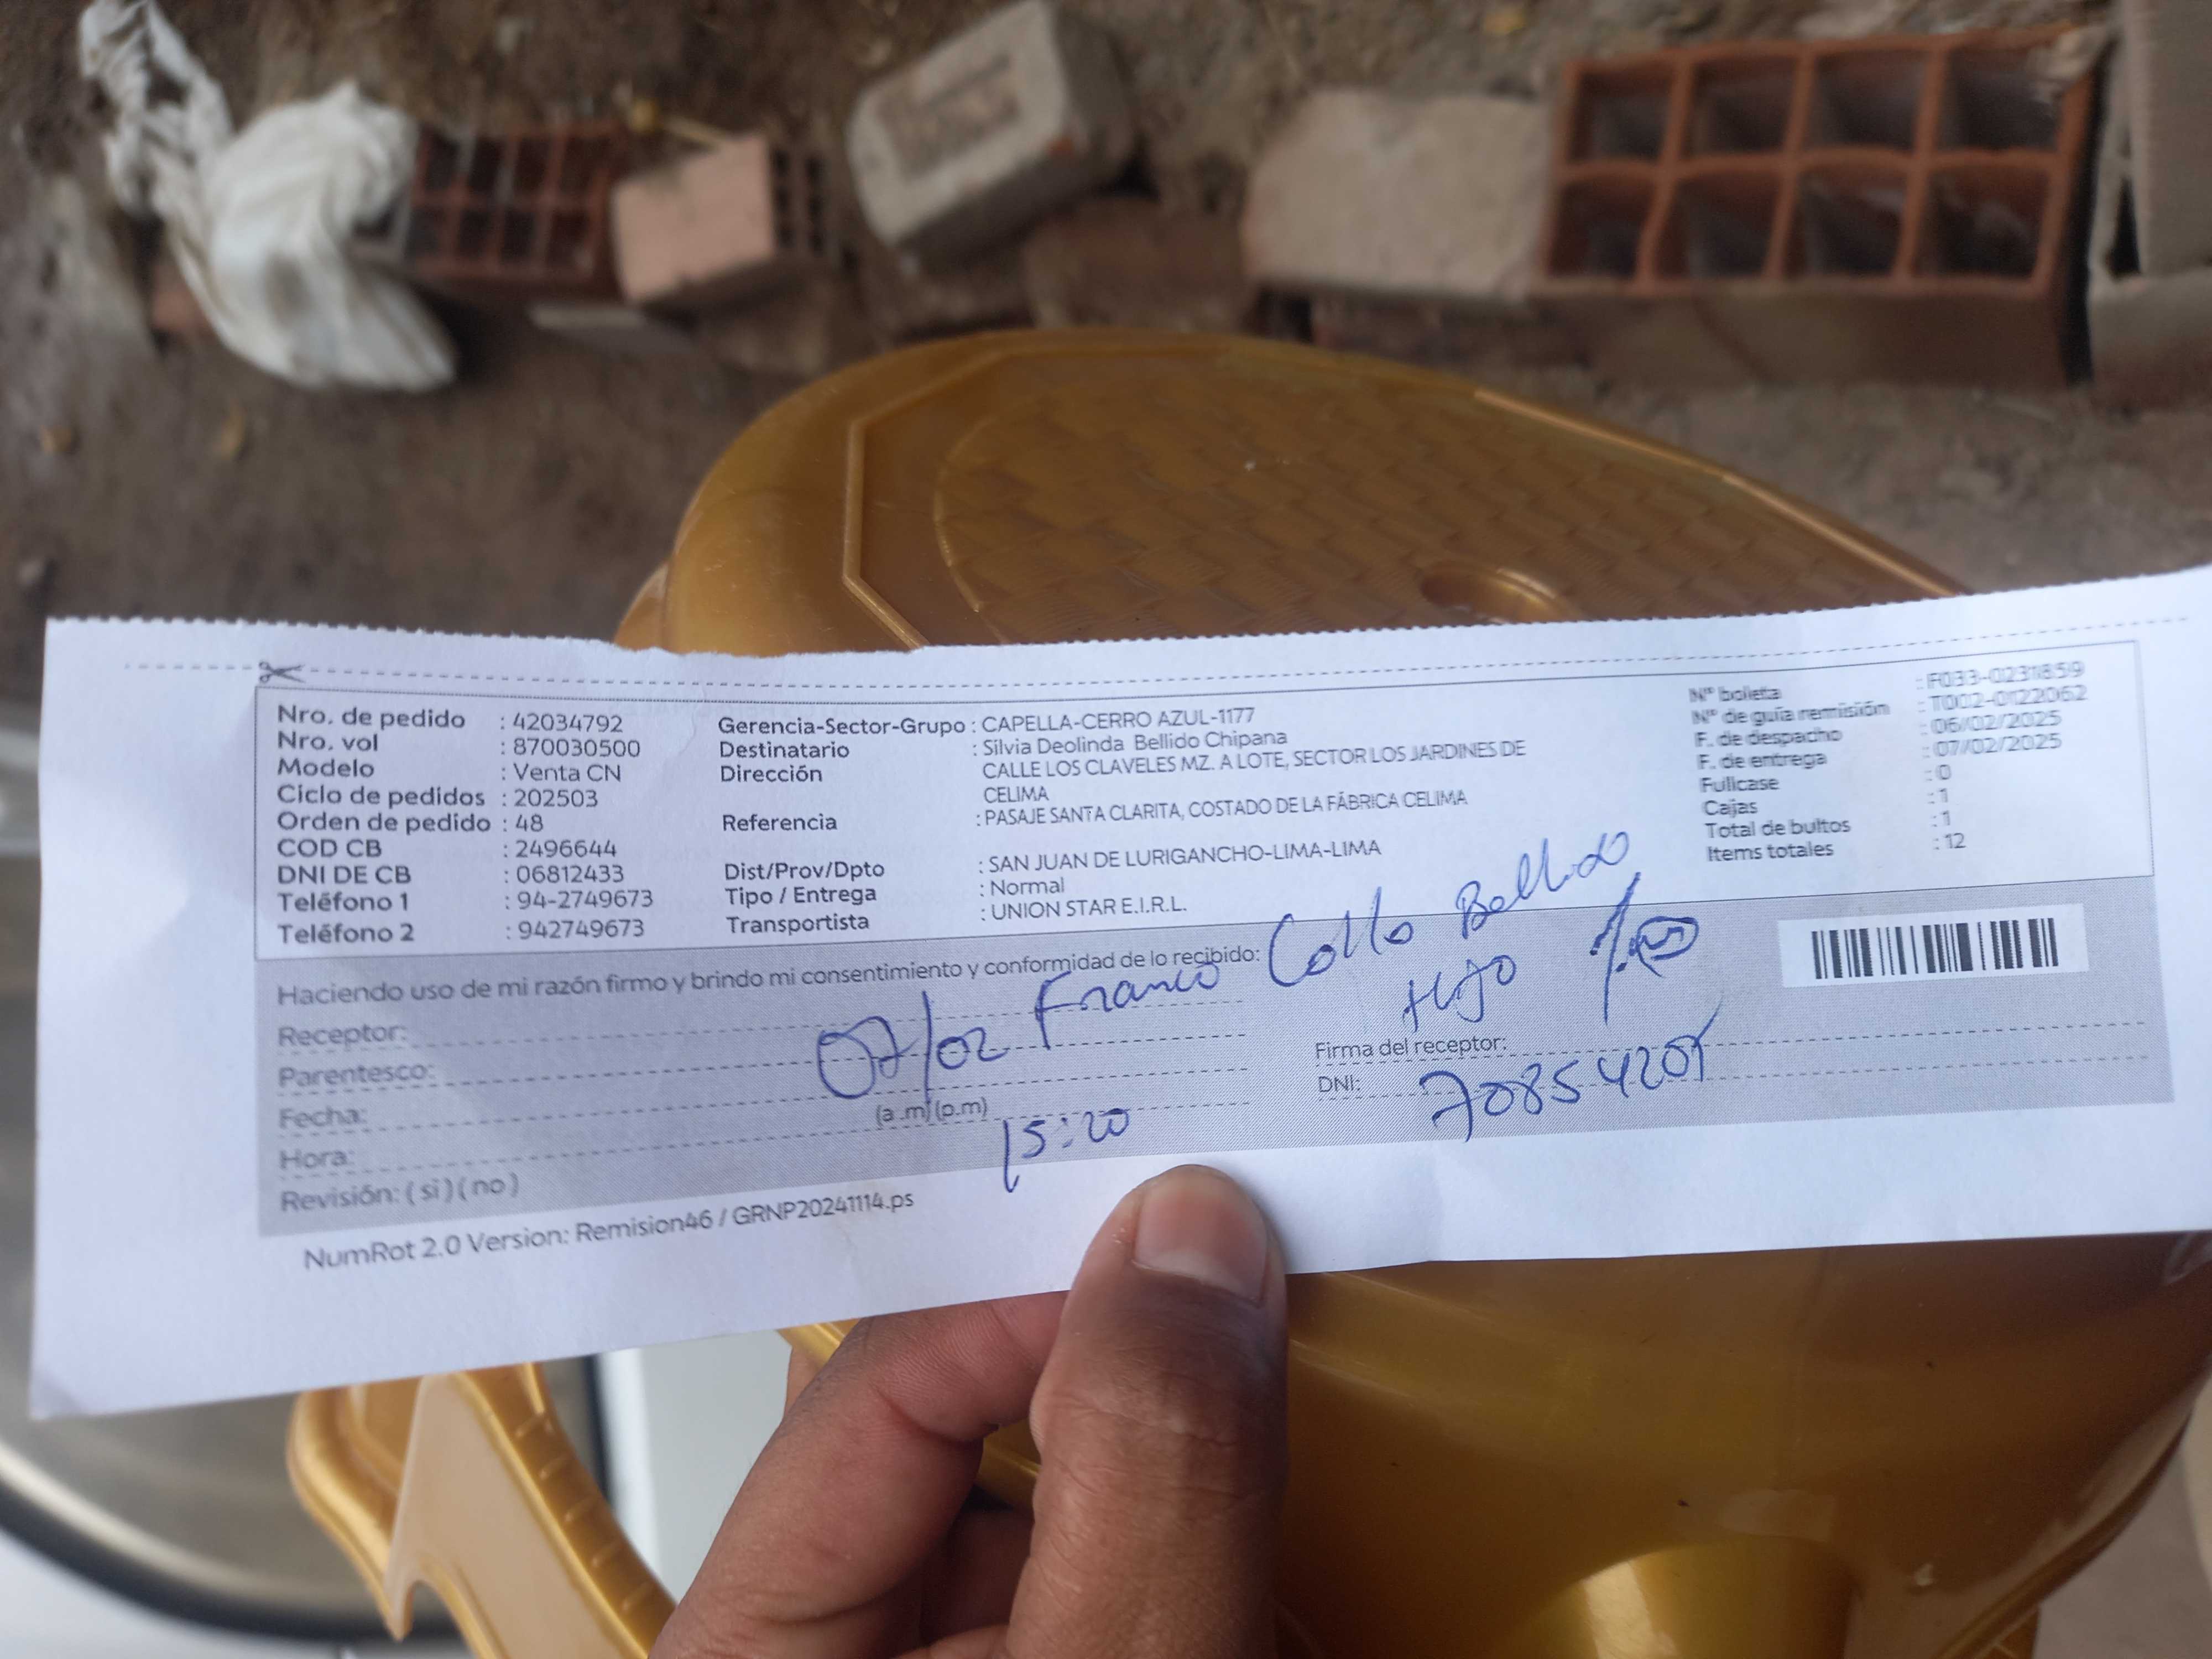 Nro. de pedido : 42034792
Nro. vol : 870030500
Modelo : Venta CN
Ciclo de pedidos : 202503
Orden de pedido : 48
COD CB : 2496644
DNI DE CB : 06812433
Teléfono 1 : 94-2749673
Teléfono 2 : 942749673
Gerencia-Sector-Grupo : CAPELLA-CERRO AZUL-1177
Destinatario : Silvia Deolinda Bellido Chipana
Dirección : CALLE LOS CLAVELES MZ. A LOTE, SECTOR LOS JARDINES DE
CELIMA
Referencia : PASAJE SANTA CLARITA, COSTADO DE LA FÁBRICA CELIMA
Dist/Prov/Dpto : SAN JUAN DE LURIGANCHO-LIMA-LIMA
Tipo / Entrega : Normal
Transportista : UNION STAR E.I.R.L.
N° boleta : F033-0231859
N° de guía remisión : T002-0122062
F. de despacho : 06/02/2025
F. de entrega : 07/02/2025
Fullcase : 0
Cajas : 1
Total de bultos : 1
Items totales : 12
Haciendo uso de mi razón firmo y brindo mi consentimiento y conformidad de lo recibido:
Receptor: Franco Collo Bellido
Parentesco: HIJO
Fecha: 07/02
(a .m) (p.m)
Hora: 15:20
Revisión: ( si ) ( no )
Firma del receptor:
DNI:
NumRot 2.0 Version: Remision46 / GRNP20241114.ps